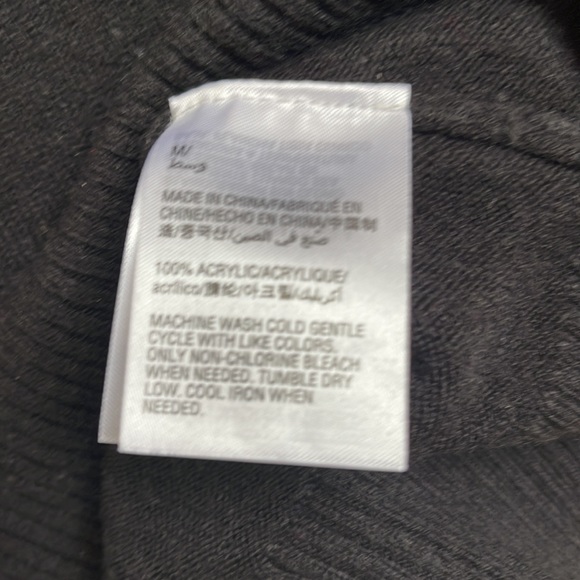 M/
وسط
MADE IN CHINA/FABRIQUÉ EN
CHINE/HECHO EN CHINA/中国制
造/중국산/صنع في الصين
100% ACRYLIC/ACRYLIQUE/
acrílico/腈纶/아크릴/أكريليك
MACHINE WASH COLD GENTLE
CYCLE WITH LIKE COLORS.
ONLY NON-CHLORINE BLEACH
WHEN NEEDED. TUMBLE DRY
LOW. COOL IRON WHEN
NEEDED.